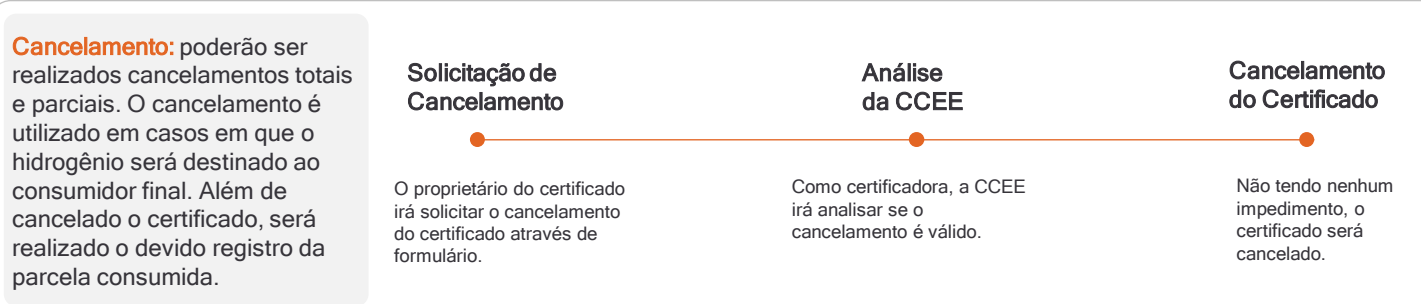 Cancelamento: poderão ser
realizados cancelamentos totais
e parciais. O cancelamento é
utilizado em casos em que o
hidrogênio será destinado ao
consumidor final. Além de
cancelado o certificado, será
realizado o devido registro da
parcela consumida.
Solicitação de
Cancelamento
O proprietário do certificado
irá solicitar o cancelamento
do certificado através de
formulário.
Análise
da CCEE
Como certificadora, a CCEE
irá analisar se o
cancelamento é válido.
Cancelamento
do Certificado
Não tendo nenhum
impedimento, o
certificado será
cancelado.